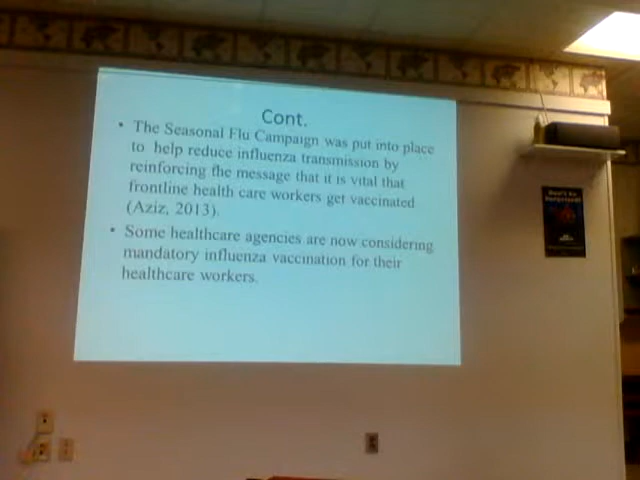 Cont.
• The Seasonal Flu Campaign was put into place
to help reduce influenza transmission by
reinforcing the message that it is vital that
frontline health care workers get vaccinated
(Aziz, 2013).
• Some healthcare agencies are now considering
mandatory influenza vaccination for their
healthcare workers.